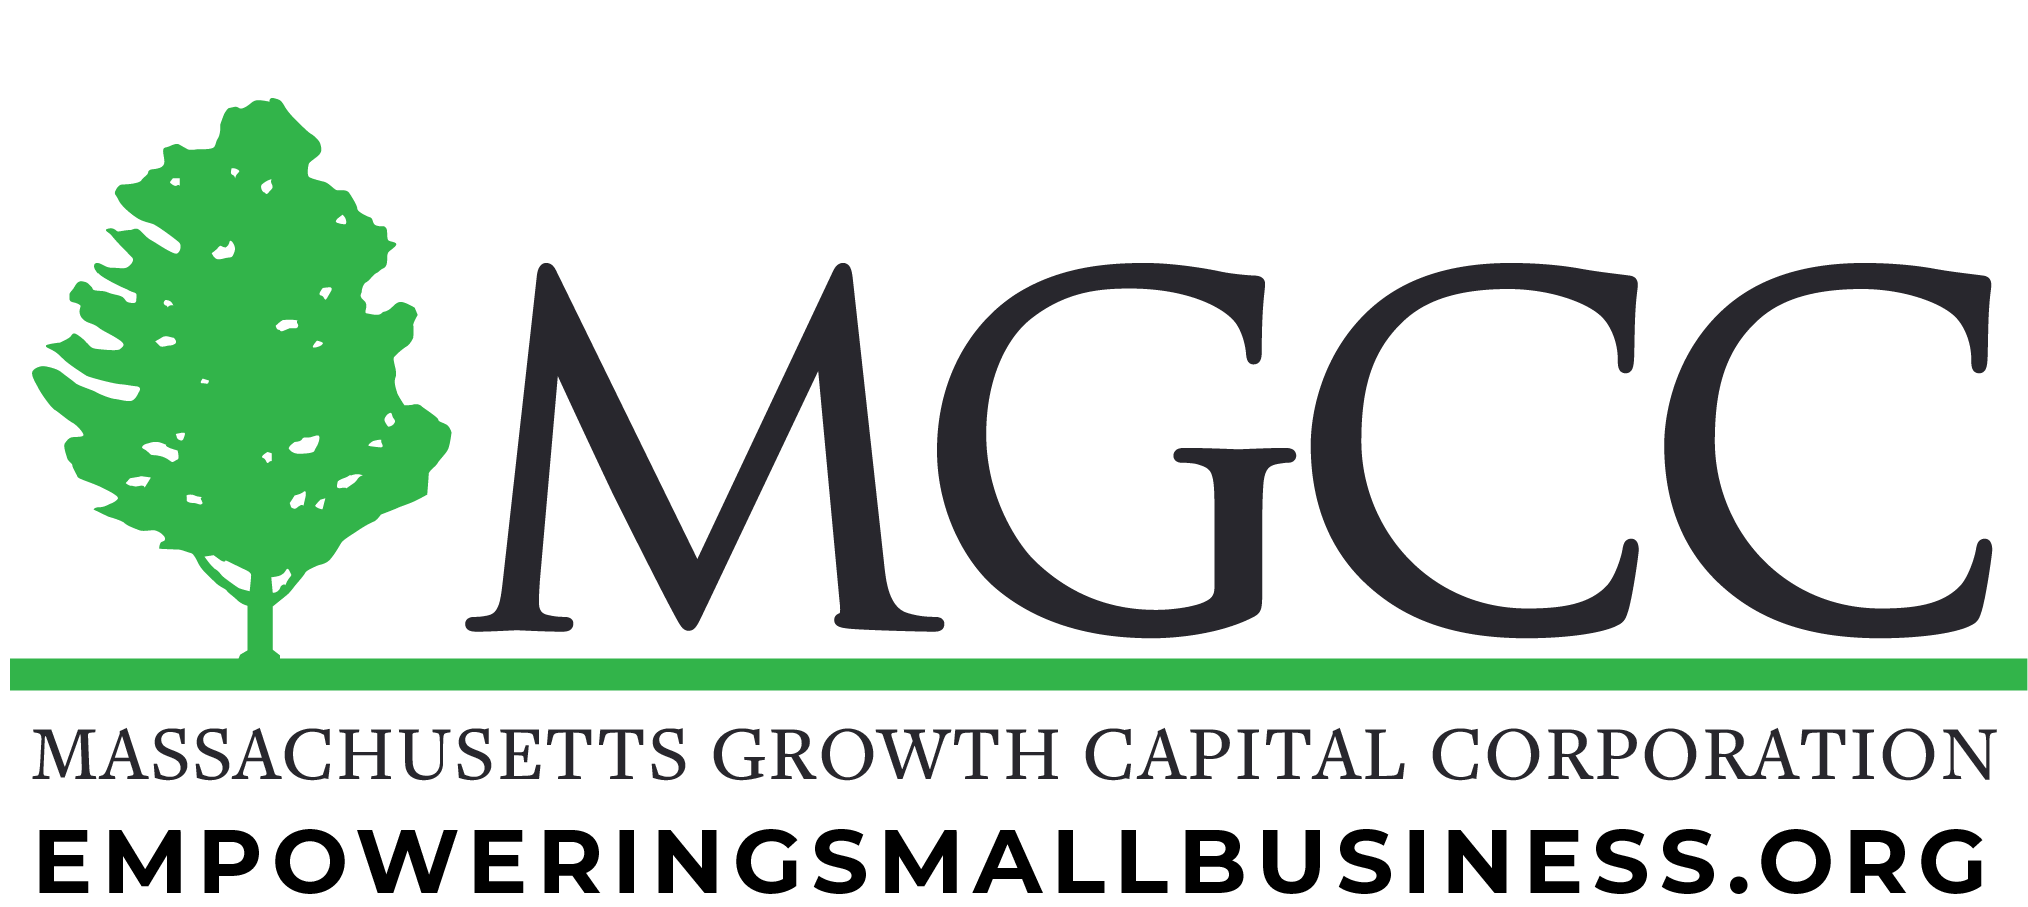 MGCC
MASSACHUSETTS GROWTH CAPITAL CORPORATION
EMPOWERINGSMALLBUSINESS.ORG